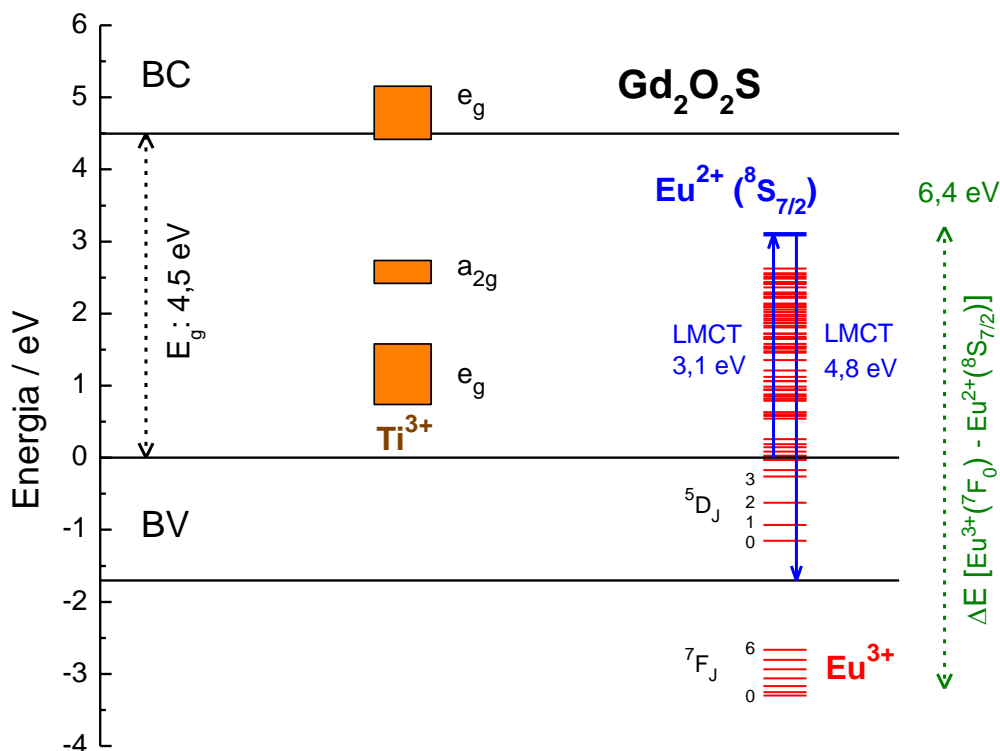 6
5
4
3
2
1
0
-1
-2
-3
-4
Energia / eV
BC
BV
E_g: 4,5 eV
e_g
a_2g
e_g
Ti^3+
Gd_2O_2S
Eu^2+ (^8S_7/2)
LMCT
3,1 eV
LMCT
4,8 eV
^5D_J
3
2
1
0
^7F_J
6
0
Eu^3+
6,4 eV
ΔE [Eu^3+(^7F_0) - Eu^2+(^8S_7/2)]